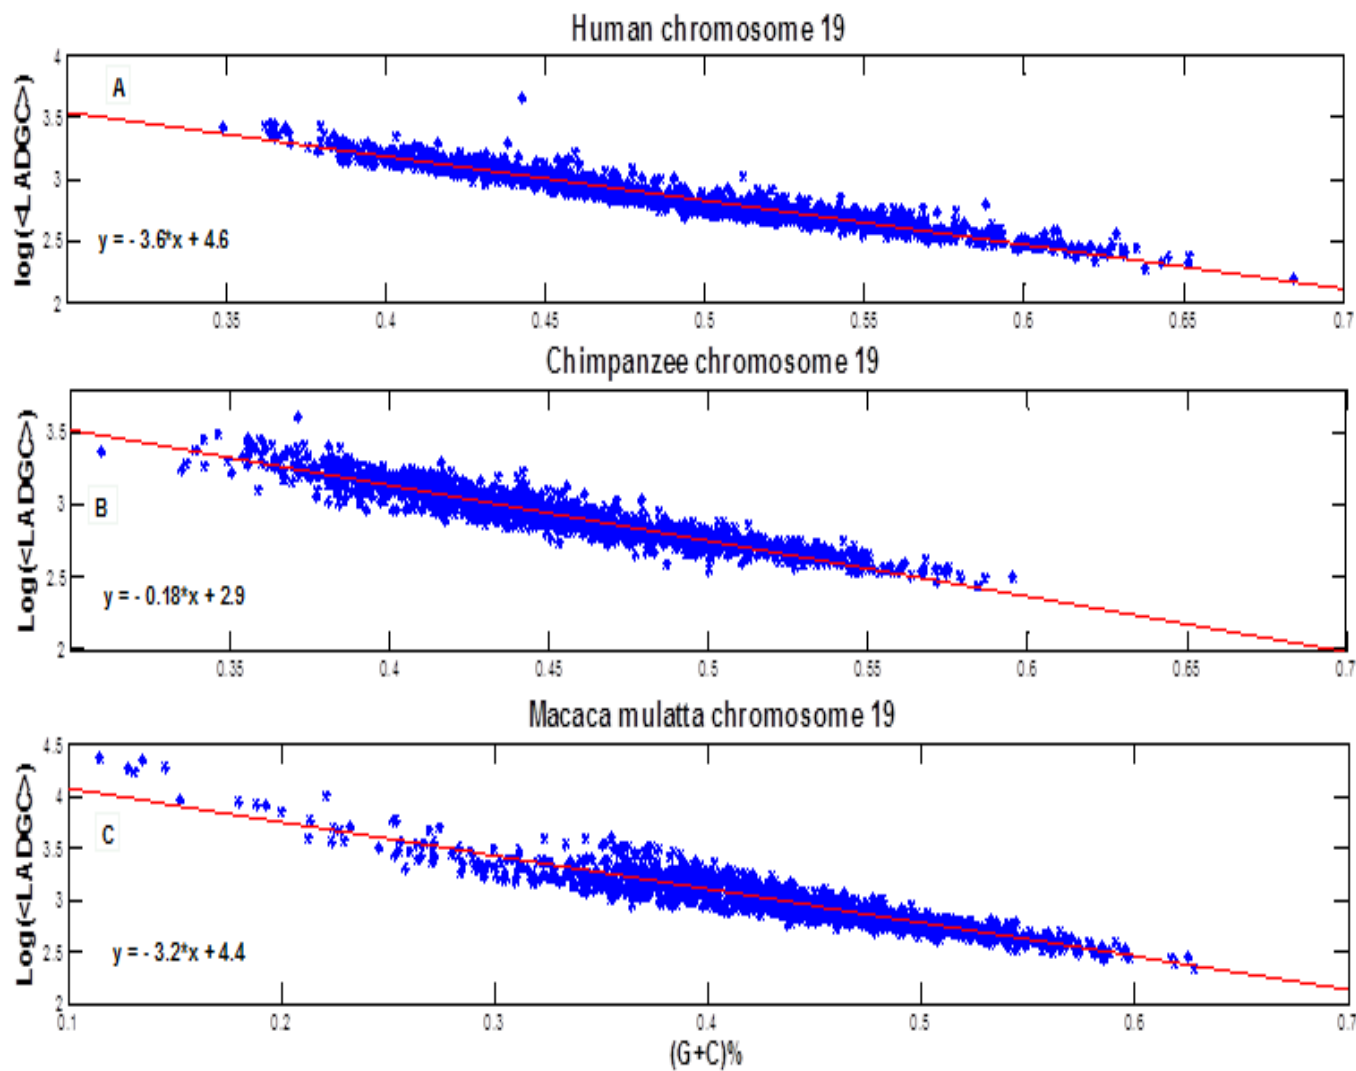 Human chromosome 19
log(<LADGC>)
4
3.5
3
2.5
2
A
y = - 3.6*x + 4.6
0.35 0.4 0.45 0.5 0.55 0.6 0.65 0.7
Chimpanzee chromosome 19
Log(<LADGC>)
3.5
3
2.5
2
B
y = - 0.18*x + 2.9
0.35 0.4 0.45 0.5 0.55 0.6 0.65 0.7
Macaca mulatta chromosome 19
Log(<LADGC>)
4.5
4
3.5
3
2.5
2
C
y = - 3.2*x + 4.4
0.1 0.2 0.3 0.4 0.5 0.6 0.7
(G+C)%